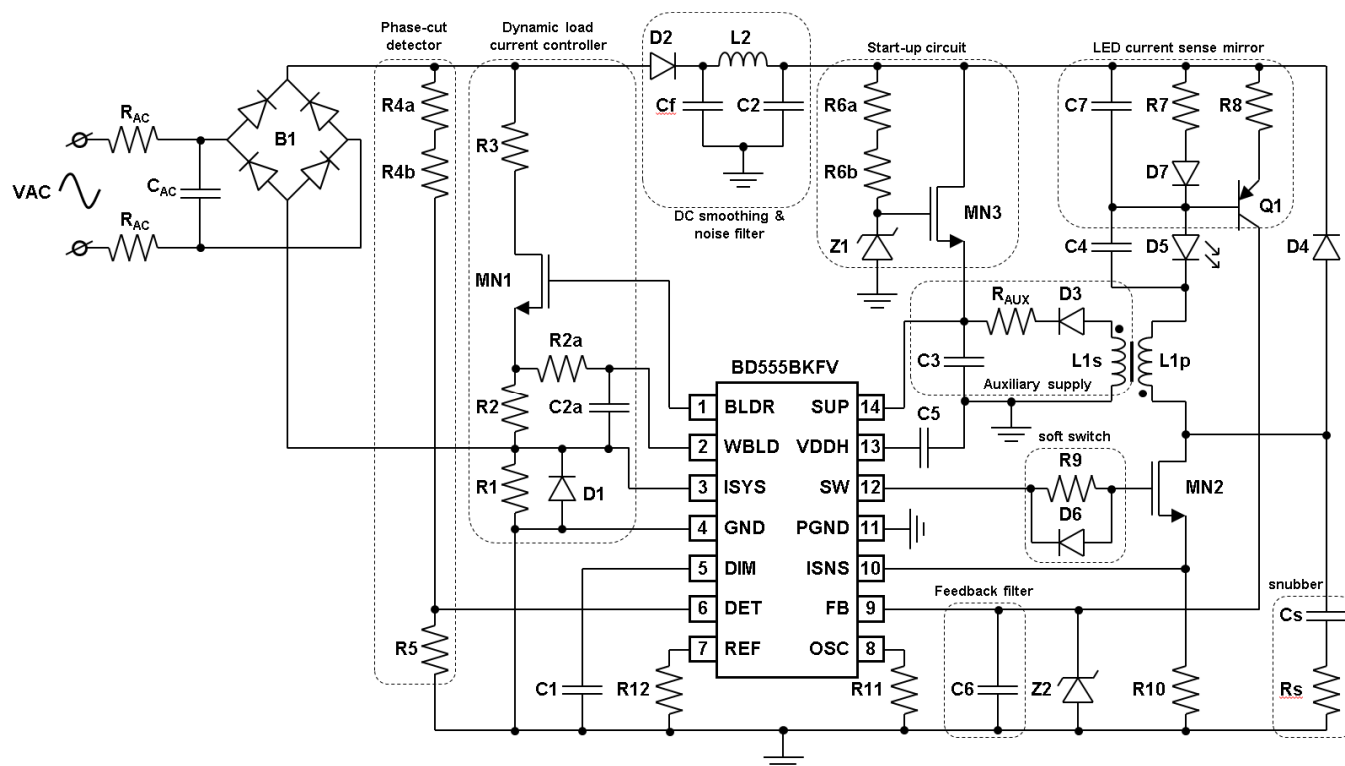 Phase-cut
detector
Dynamic load
current controller
D2
L2
Start-up circuit
LED current sense mirror
R4a
Cf
C2
R6a
C7
R7
R8
RAC
B1
R3
R4b
R6b
D7
VAC
CAC
Q1
DC smoothing &
noise filter
MN3
RAC
Z1
C4
D5
D4
MN1
RAUX
D3
R2a
BD555BKFV
C3
L1s
L1p
Auxiliary supply
R2
C2a
1
BLDR
SUP
14
C5
2
WBLD
VDDH
13
soft switch
R1
D1
3
ISYS
SW
12
R9
MN2
D6
4
GND
PGND
11
5
DIM
ISNS
10
Feedback filter
snubber
6
DET
FB
9
Cs
R5
7
REF
OSC
8
C1
R12
R11
C6
Z2
R10
Rs